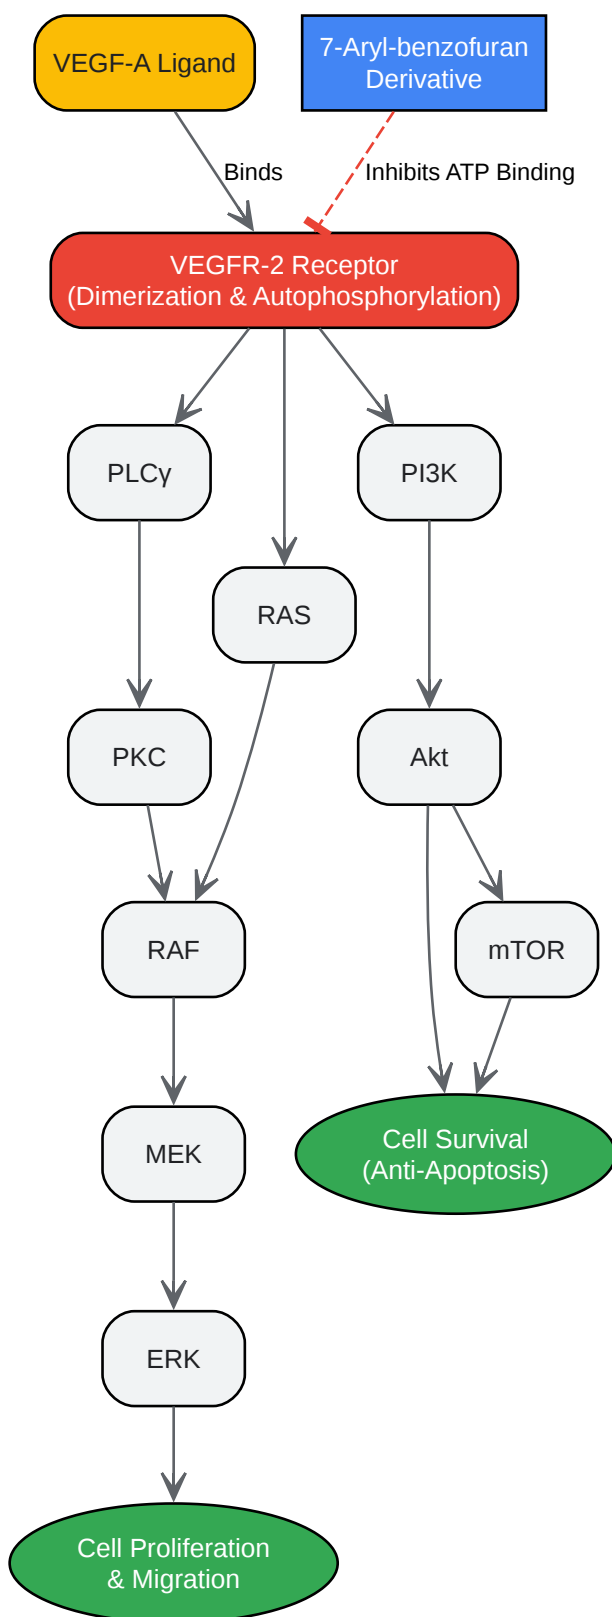 VEGF-A Ligand
7-Aryl-benzofuran
Derivative
Binds
Inhibits ATP Binding
VEGFR-2 Receptor
(Dimerization & Autophosphorylation)
PLCγ
PI3K
RAS
PKC
Akt
RAF
mTOR
MEK
Cell Survival
(Anti-Apoptosis)
ERK
Cell Proliferation
& Migration